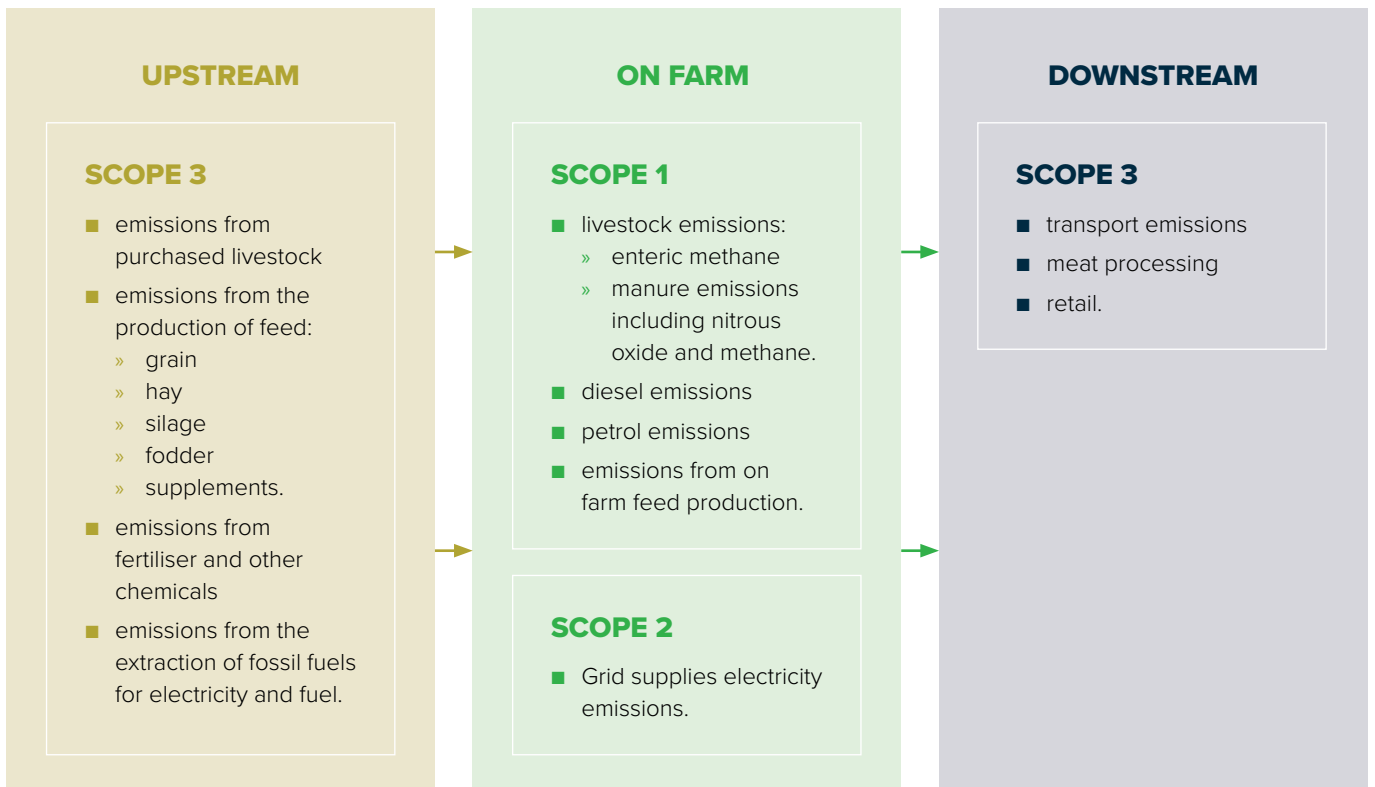 UPSTREAM
SCOPE 3
■ emissions from
purchased livestock
■ emissions from the
production of feed:
» grain
» hay
» silage
» fodder
» supplements.
■ emissions from
fertiliser and other
chemicals
■ emissions from the
extraction of fossil fuels
for electricity and fuel.
ON FARM
SCOPE 1
■ livestock emissions:
» enteric methane
» manure emissions
including nitrous
oxide and methane.
■ diesel emissions
■ petrol emissions
■ emissions from on
farm feed production.
SCOPE 2
■ Grid supplies electricity
emissions.
DOWNSTREAM
SCOPE 3
■ transport emissions
■ meat processing
■ retail.